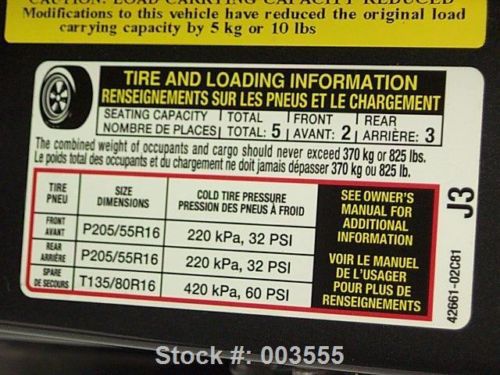 CAUTION: LOAD CARRYING CAPACITY REDUCED
Modifications to this vehicle have reduced the original load
carrying capacity by 5 kg or 10 lbs
TIRE AND LOADING INFORMATION
RENSEIGNEMENTS SUR LES PNEUS ET LE CHARGEMENT
SEATING CAPACITY TOTAL FRONT REAR
NOMBRE DE PLACES TOTAL: 5 AVANT: 2 ARRIÈRE: 3
The combined weight of occupants and cargo should never exceed 370 kg or 825 lbs.
Le poids total des occupants et du chargement ne doit jamais dépasser 370 kg ou 825 lb.
TIRE
PNEU
SIZE
DIMENSIONS
COLD TIRE PRESSURE
PRESSION DES PNEUS À FROID
FRONT
AVANT
P205/55R16
220 kPa, 32 PSI
REAR
ARRIÈRE
P205/55R16
220 kPa, 32 PSI
SPARE
DE SECOURS
T135/80R16
420 kPa, 60 PSI
SEE OWNER'S
MANUAL FOR
ADDITIONAL
INFORMATION
VOIR LE MANUEL
DE L'USAGER
POUR PLUS DE
RENSEIGNEMENTS
J3
42661-02C81
Stock #: 003555